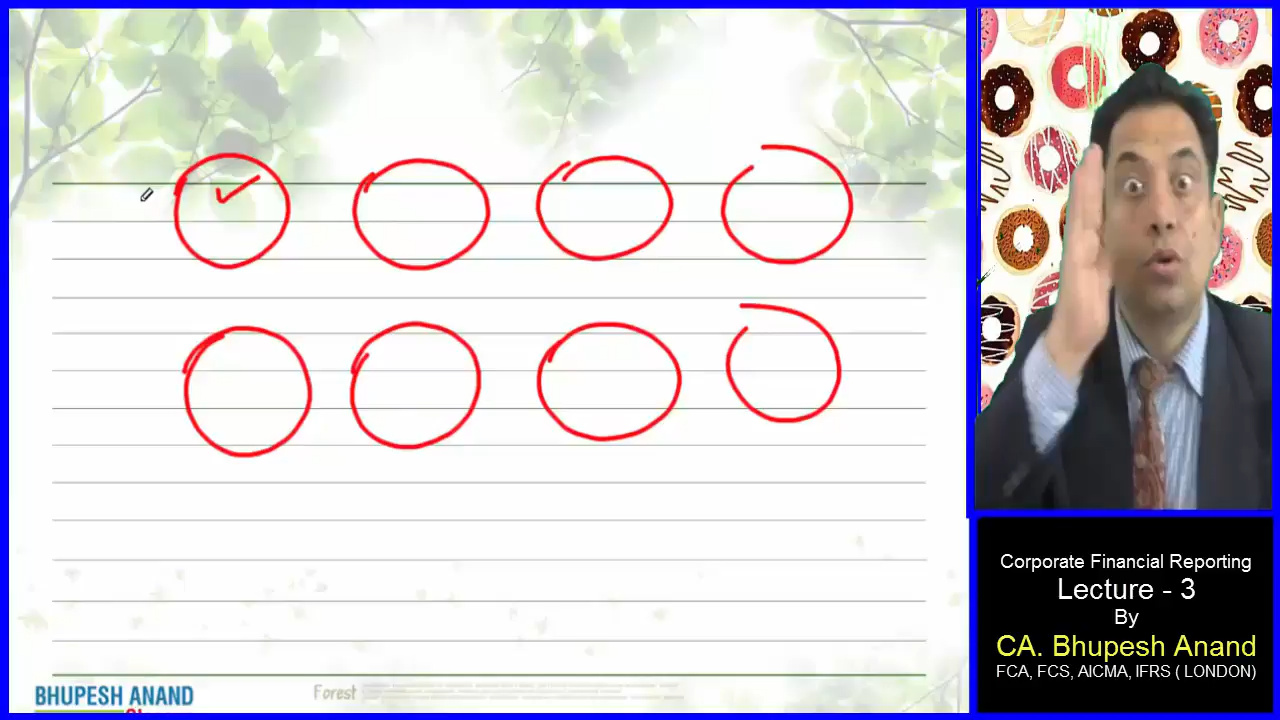 Corporate Financial Reporting
Lecture - 3
By
CA. Bhupesh Anand
FCA, FCS, AICMA, IFRS ( LONDON)
BHUPESH ANAND
Forest